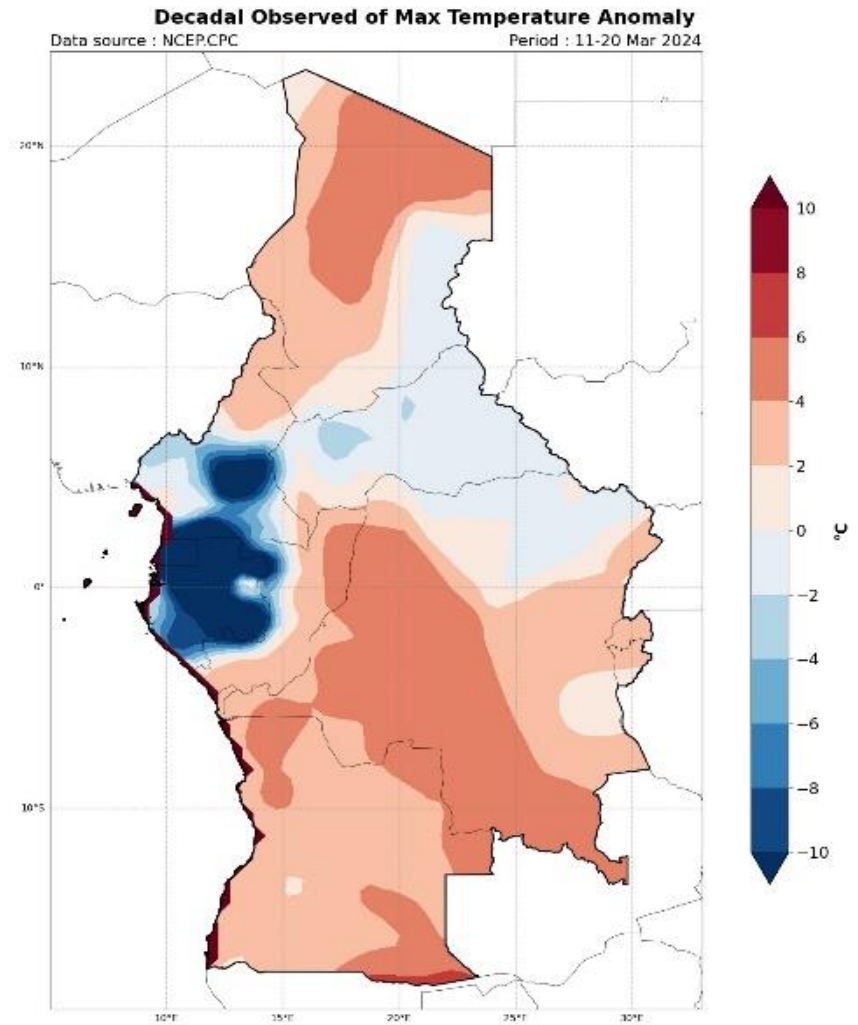 Decadal Observed of Max Temperature Anomaly
Data source : NCEP.CPC Period : 11-20 Mar 2024
20°N
10°N
0°
10°S
10°E 15°E 20°E 25°E 30°E
10
8
6
4
2
0
−2
−4
−6
−8
−10
°C